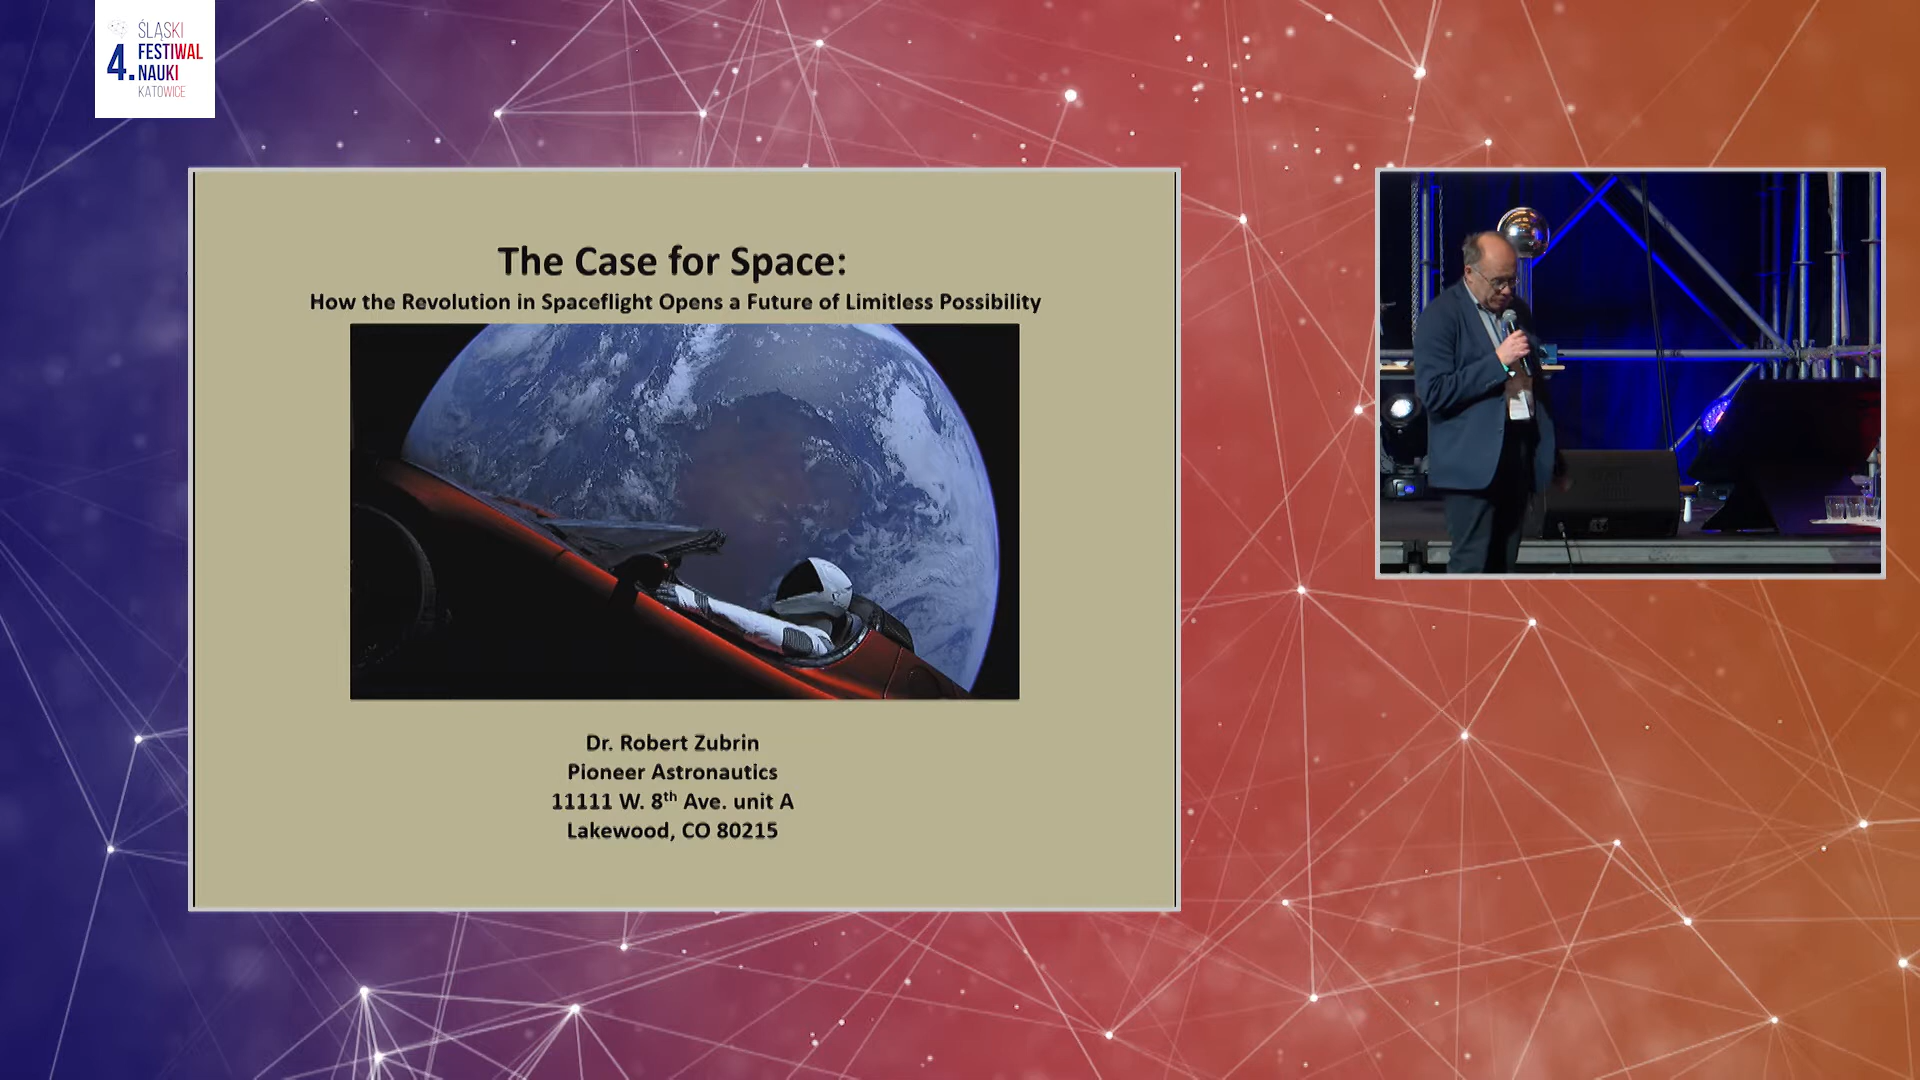 ŚLĄSKI
4. FESTIWAL
NAUKI
KATOWICE
The Case for Space:
How the Revolution in Spaceflight Opens a Future of Limitless Possibility
Dr. Robert Zubrin
Pioneer Astronautics
11111 W. 8th Ave. unit A
Lakewood, CO 80215